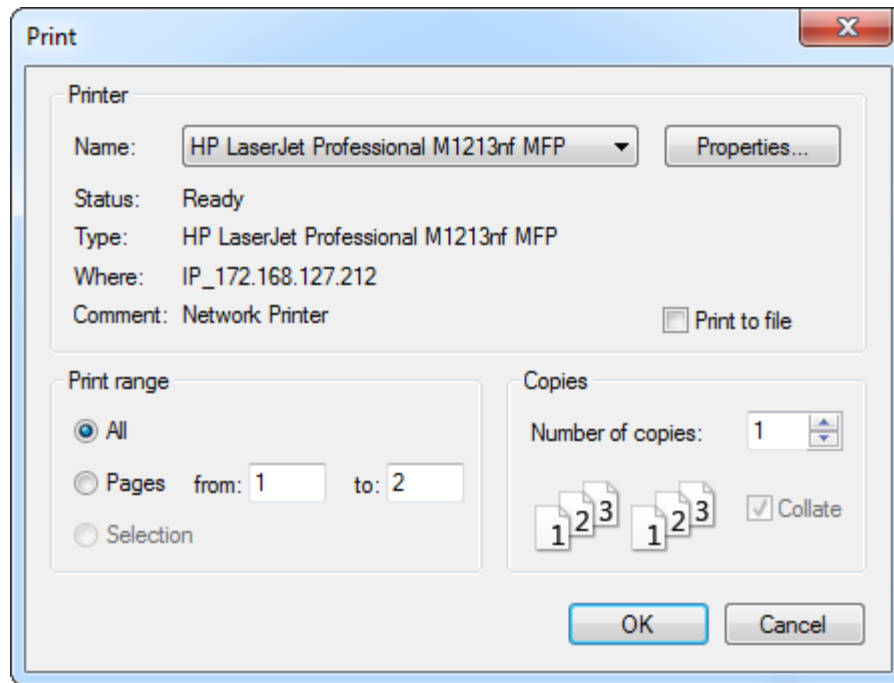 Print
Printer
Name: HP LaserJet Professional M1213nf MFP Properties...
Status: Ready
Type: HP LaserJet Professional M1213nf MFP
Where: IP_172.168.127.212
Comment: Network Printer Print to file
Print range
All
Pages from: 1 to: 2
Selection
Copies
Number of copies: 1
1 2 3 1 2 3 Collate
OK Cancel